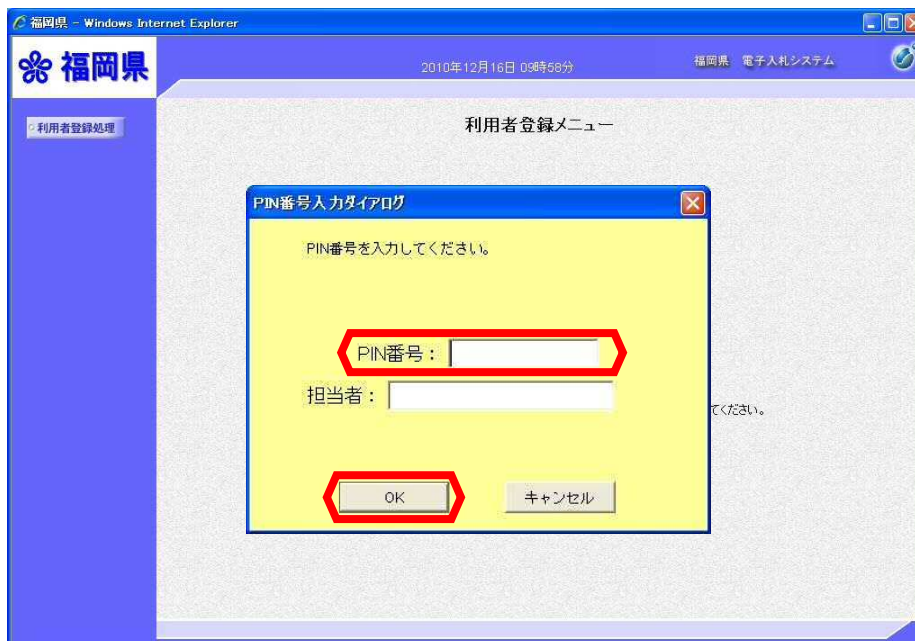 福岡県 - Windows Internet Explorer
福岡県
2010年12月16日 09時58分
福岡県 電子入札システム
利用者登録処理
利用者登録メニュー
PIN番号入力ダイアログ
PIN番号を入力してください。
PIN番号：
担当者：
てください。
OK
キャンセル